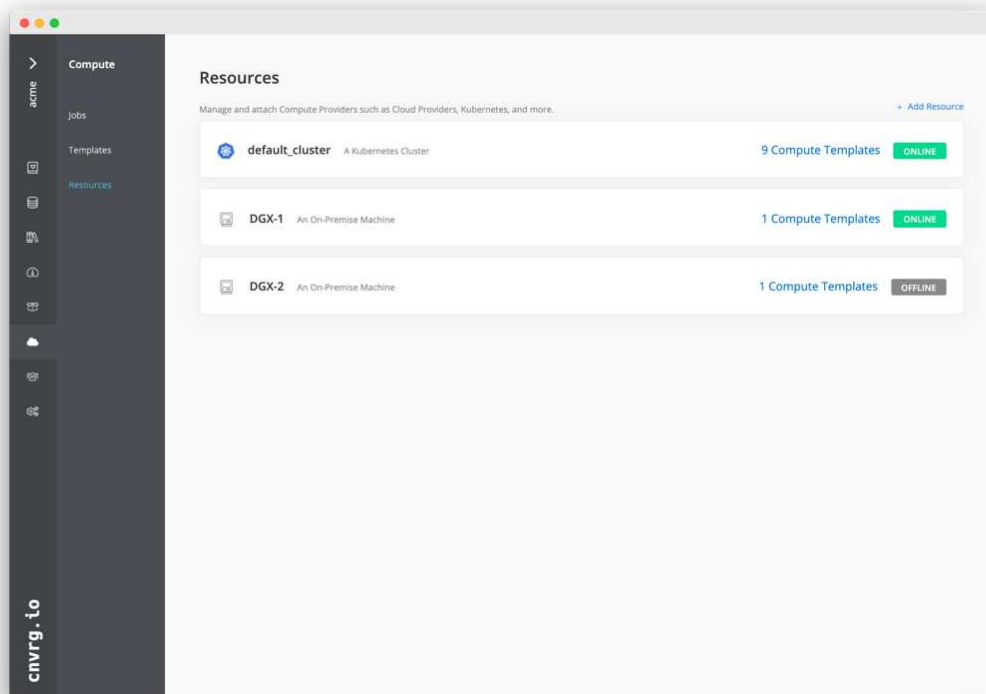 acme
cnvrg.io
Compute
Jobs
Templates
Resources
Resources
Manage and attach Compute Providers such as Cloud Providers, Kubernetes, and more.
+ Add Resource
default_cluster A Kubernetes Cluster 9 Compute Templates ONLINE
DGX-1 An On-Premise Machine 1 Compute Templates ONLINE
DGX-2 An On-Premise Machine 1 Compute Templates OFFLINE